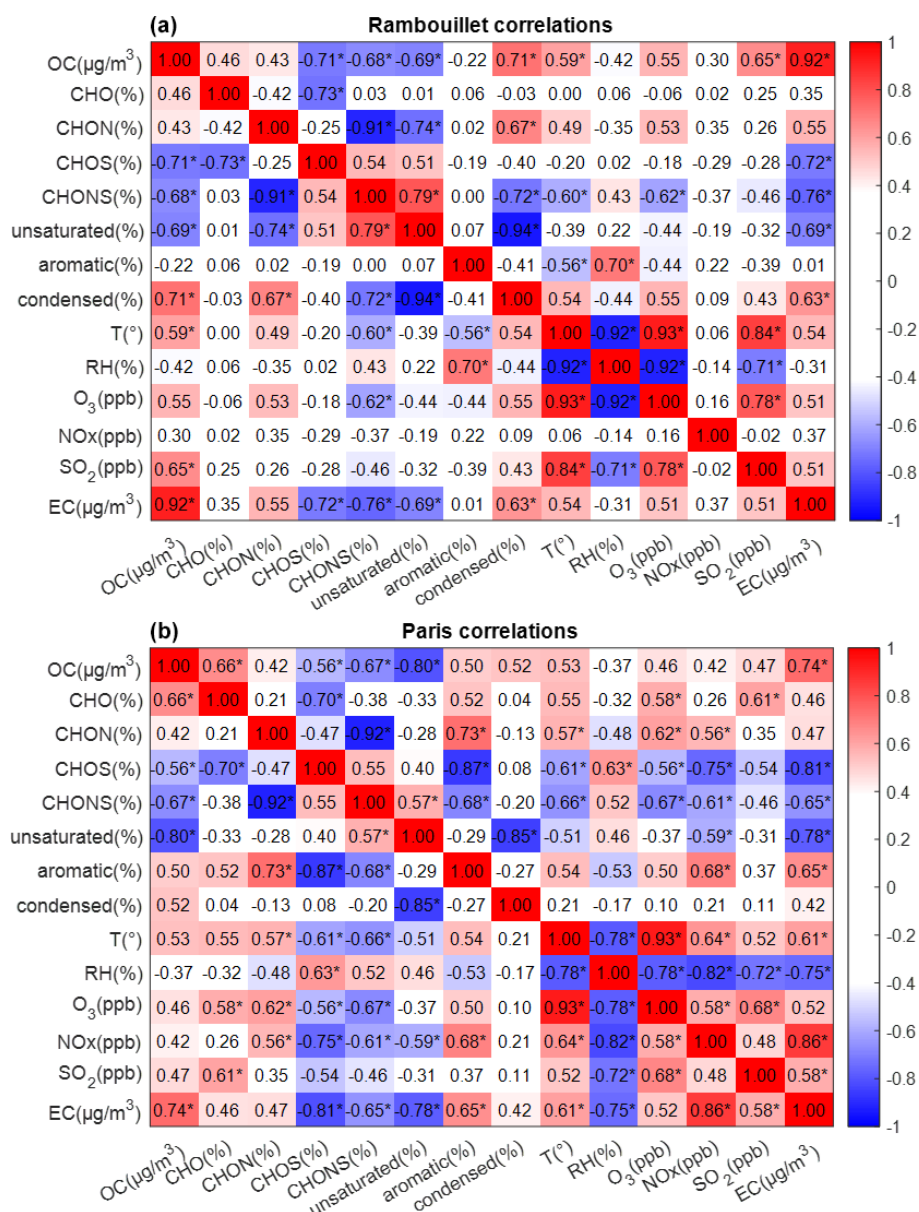 (a) Rambouillet correlations
OC(µg/m³) 1.00 0.46 0.43 -0.71* -0.68* -0.69* -0.22 0.71* 0.59* -0.42 0.55 0.30 0.65* 0.92* 1
CHO(%) 0.46 1.00 -0.42 -0.73* 0.03 0.01 0.06 -0.03 0.00 0.06 -0.06 0.02 0.25 0.35 0.8
CHON(%) 0.43 -0.42 1.00 -0.25 -0.91* -0.74* 0.02 0.67* 0.49 -0.35 0.53 0.35 0.26 0.55 0.6
CHOS(%) -0.71* -0.73* -0.25 1.00 0.54 0.51 -0.19 -0.40 -0.20 0.02 -0.18 -0.29 -0.28 -0.72* 0.4
CHONS(%) -0.68* 0.03 -0.91* 0.54 1.00 0.79* 0.00 -0.72* -0.60* 0.43 -0.62* -0.37 -0.46 -0.76*
unsaturated(%) -0.69* 0.01 -0.74* 0.51 0.79* 1.00 0.07 -0.94* -0.39 0.22 -0.44 -0.19 -0.32 -0.69* 0.2
aromatic(%) -0.22 0.06 0.02 -0.19 0.00 0.07 1.00 -0.41 -0.56* 0.70* -0.44 0.22 -0.39 0.01 0
condensed(%) 0.71* -0.03 0.67* -0.40 -0.72* -0.94* -0.41 1.00 0.54 -0.44 0.55 0.09 0.43 0.63* -0.2
T(°) 0.59* 0.00 0.49 -0.20 -0.60* -0.39 -0.56* 0.54 1.00 -0.92* 0.93* 0.06 0.84* 0.54
RH(%) -0.42 0.06 -0.35 0.02 0.43 0.22 0.70* -0.44 -0.92* 1.00 -0.92* -0.14 -0.71* -0.31 -0.4
O₃(ppb) 0.55 -0.06 0.53 -0.18 -0.62* -0.44 -0.44 0.55 0.93* -0.92* 1.00 0.16 0.78* 0.51 -0.6
NOx(ppb) 0.30 0.02 0.35 -0.29 -0.37 -0.19 0.22 0.09 0.06 -0.14 0.16 1.00 -0.02 0.37
SO₂(ppb) 0.65* 0.25 0.26 -0.28 -0.46 -0.32 -0.39 0.43 0.84* -0.71* 0.78* -0.02 1.00 0.51 -0.8
EC(µg/m³) 0.92* 0.35 0.55 -0.72* -0.76* -0.69* 0.01 0.63* 0.54 -0.31 0.51 0.37 0.51 1.00 -1
OC(µg/m³) CHO(%) CHON(%) CHOS(%) CHONS(%) unsaturated(%) aromatic(%) condensed(%) T(°) RH(%) O₃(ppb) NOx(ppb) SO₂(ppb) EC(µg/m³)
(b) Paris correlations
OC(µg/m³) 1.00 0.66* 0.42 -0.56* -0.67* -0.80* 0.50 0.52 0.53 -0.37 0.46 0.42 0.47 0.74* 1
CHO(%) 0.66* 1.00 0.21 -0.70* -0.38 -0.33 0.52 0.04 0.55 -0.32 0.58* 0.26 0.61* 0.46 0.8
CHON(%) 0.42 0.21 1.00 -0.47 -0.92* -0.28 0.73* -0.13 0.57* -0.48 0.62* 0.56* 0.35 0.47 0.6
CHOS(%) -0.56* -0.70* -0.47 1.00 0.55 0.40 -0.87* 0.08 -0.61* 0.63* -0.56* -0.75* -0.54 -0.81* 0.4
CHONS(%) -0.67* -0.38 -0.92* 0.55 1.00 0.57* -0.68* -0.20 -0.66* 0.52 -0.67* -0.61* -0.46 -0.65*
unsaturated(%) -0.80* -0.33 -0.28 0.40 0.57* 1.00 -0.29 -0.85* -0.51 0.46 -0.37 -0.59* -0.31 -0.78* 0.2
aromatic(%) 0.50 0.52 0.73* -0.87* -0.68* -0.29 1.00 -0.27 0.54 -0.53 0.50 0.68* 0.37 0.65* 0
condensed(%) 0.52 0.04 -0.13 0.08 -0.20 -0.85* -0.27 1.00 0.21 -0.17 0.10 0.21 0.11 0.42 -0.2
T(°) 0.53 0.55 0.57* -0.61* -0.66* -0.51 0.54 0.21 1.00 -0.78* 0.93* 0.64* 0.52 0.61*
RH(%) -0.37 -0.32 -0.48 0.63* 0.52 0.46 -0.53 -0.17 -0.78* 1.00 -0.78* -0.82* -0.72* -0.75* -0.4
O₃(ppb) 0.46 0.58* 0.62* -0.56* -0.67* -0.37 0.50 0.10 0.93* -0.78* 1.00 0.58* 0.68* 0.52 -0.6
NOx(ppb) 0.42 0.26 0.56* -0.75* -0.61* -0.59* 0.68* 0.21 0.64* -0.82* 0.58* 1.00 0.48 0.86*
SO₂(ppb) 0.47 0.61* 0.35 -0.54 -0.46 -0.31 0.37 0.11 0.52 -0.72* 0.68* 0.48 1.00 0.58* -0.8
EC(µg/m³) 0.74* 0.46 0.47 -0.81* -0.65* -0.78* 0.65* 0.42 0.61* -0.75* 0.52 0.86* 0.58* 1.00 -1
OC(µg/m³) CHO(%) CHON(%) CHOS(%) CHONS(%) unsaturated(%) aromatic(%) condensed(%) T(°) RH(%) O₃(ppb) NOx(ppb) SO₂(ppb) EC(µg/m³)